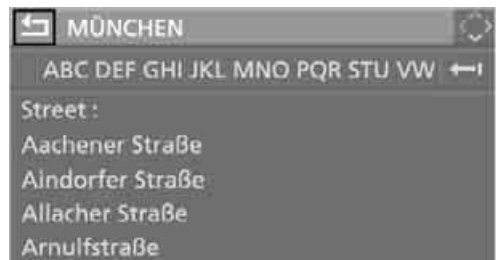 MÜNCHEN
ABC DEF GHI JKL MNO PQR STU VW
Street :
Aachener Straße
Aindorfer Straße
Allacher Straße
Arnulfstraße